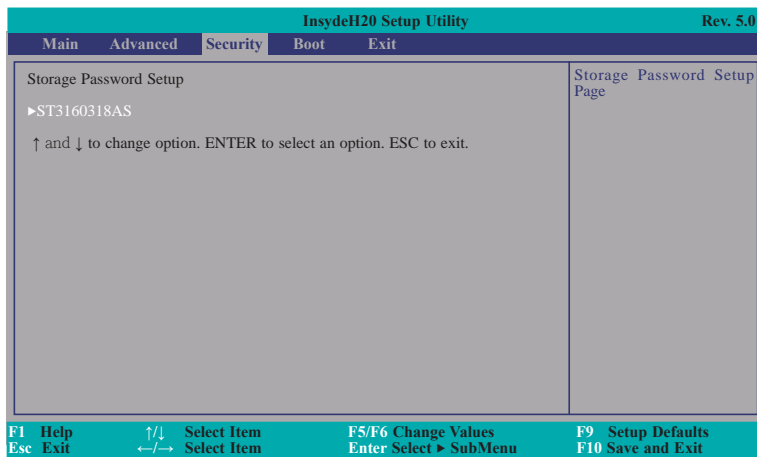 InsydeH20 Setup Utility Rev. 5.0
Main Advanced Security Boot Exit
Storage Password Setup
►ST3160318AS
↑ and ↓ to change option. ENTER to select an option. ESC to exit.
Storage Password Setup
Page
F1 Help ↑/↓ Select Item F5/F6 Change Values F9 Setup Defaults
Esc Exit ←/→ Select Item Enter Select ► SubMenu F10 Save and Exit